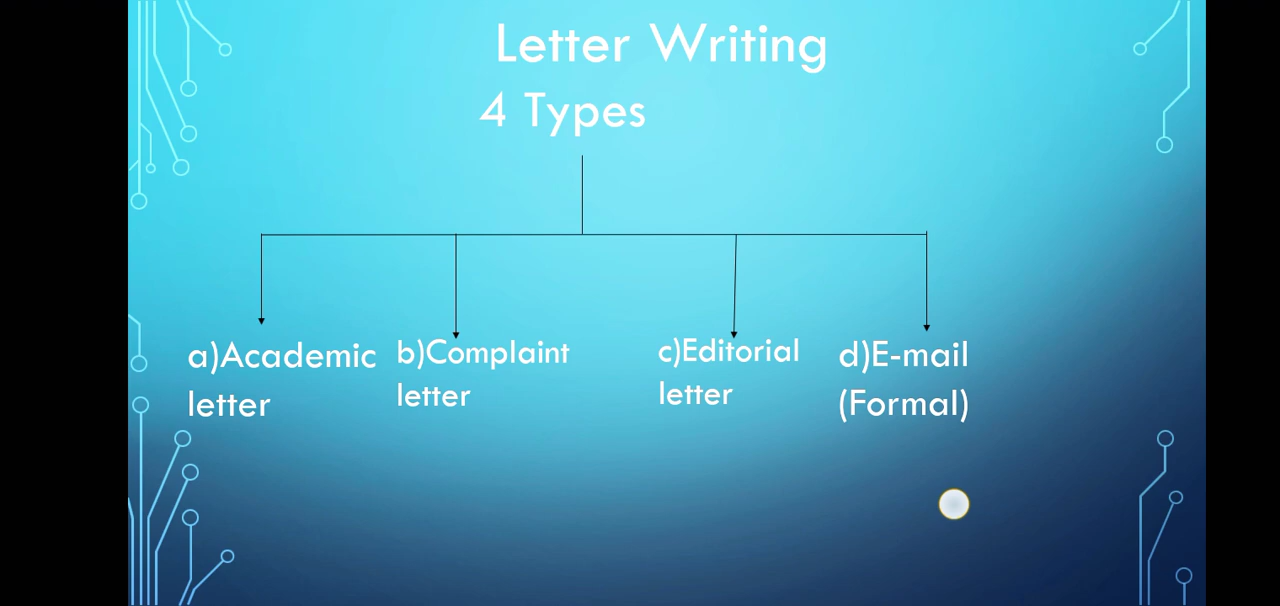 Letter Writing
4 Types
a)Academic
letter
b)Complaint
letter
c)Editorial
letter
d)E-mail
(Formal)